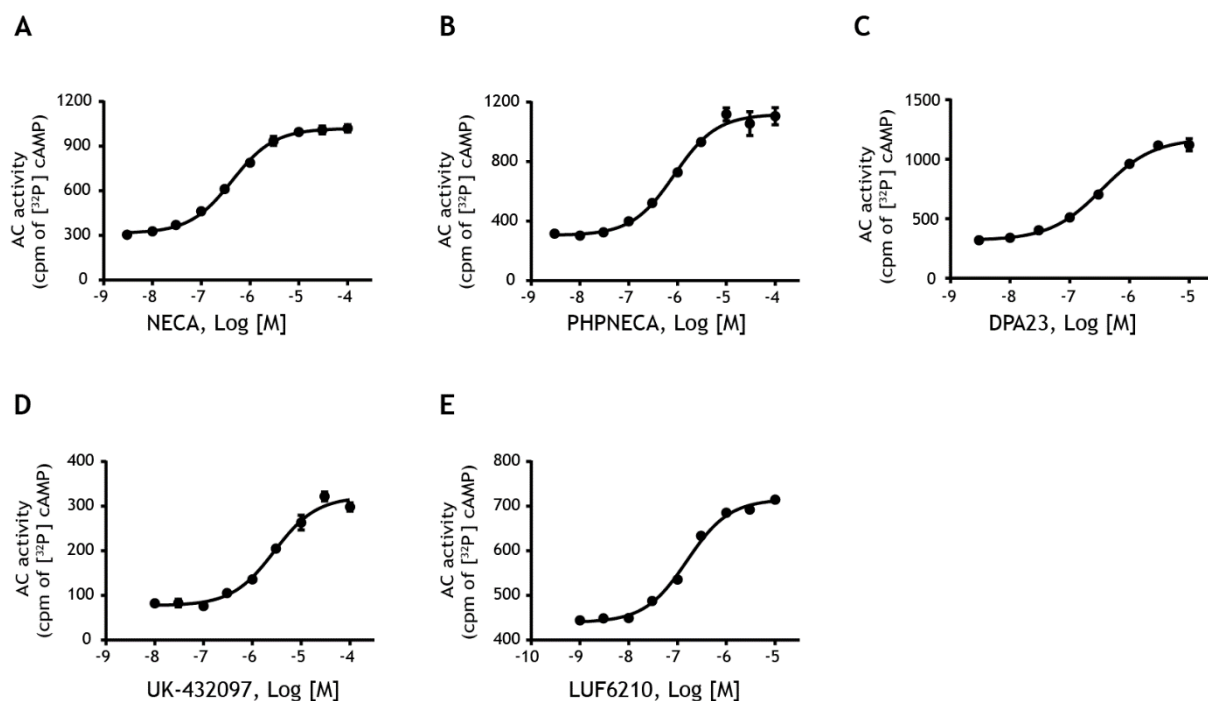 A
AC activity
(cpm of [³²P] cAMP)
1200
900
600
300
0
-9 -8 -7 -6 -5 -4
NECA, Log [M]
B
AC activity
(cpm of [³²P] cAMP)
1200
800
400
0
-9 -8 -7 -6 -5 -4
PHPNECA, Log [M]
C
AC activity
(cpm of [³²P] cAMP)
1500
1000
500
0
-9 -8 -7 -6 -5
DPA23, Log [M]
D
AC activity
(cpm of [³²P] cAMP)
400
300
200
100
0
-9 -8 -7 -6 -5 -4
UK-432097, Log [M]
E
AC activity
(cpm of [³²P] cAMP)
800
700
600
500
400
-10 -9 -8 -7 -6 -5
LUF6210, Log [M]